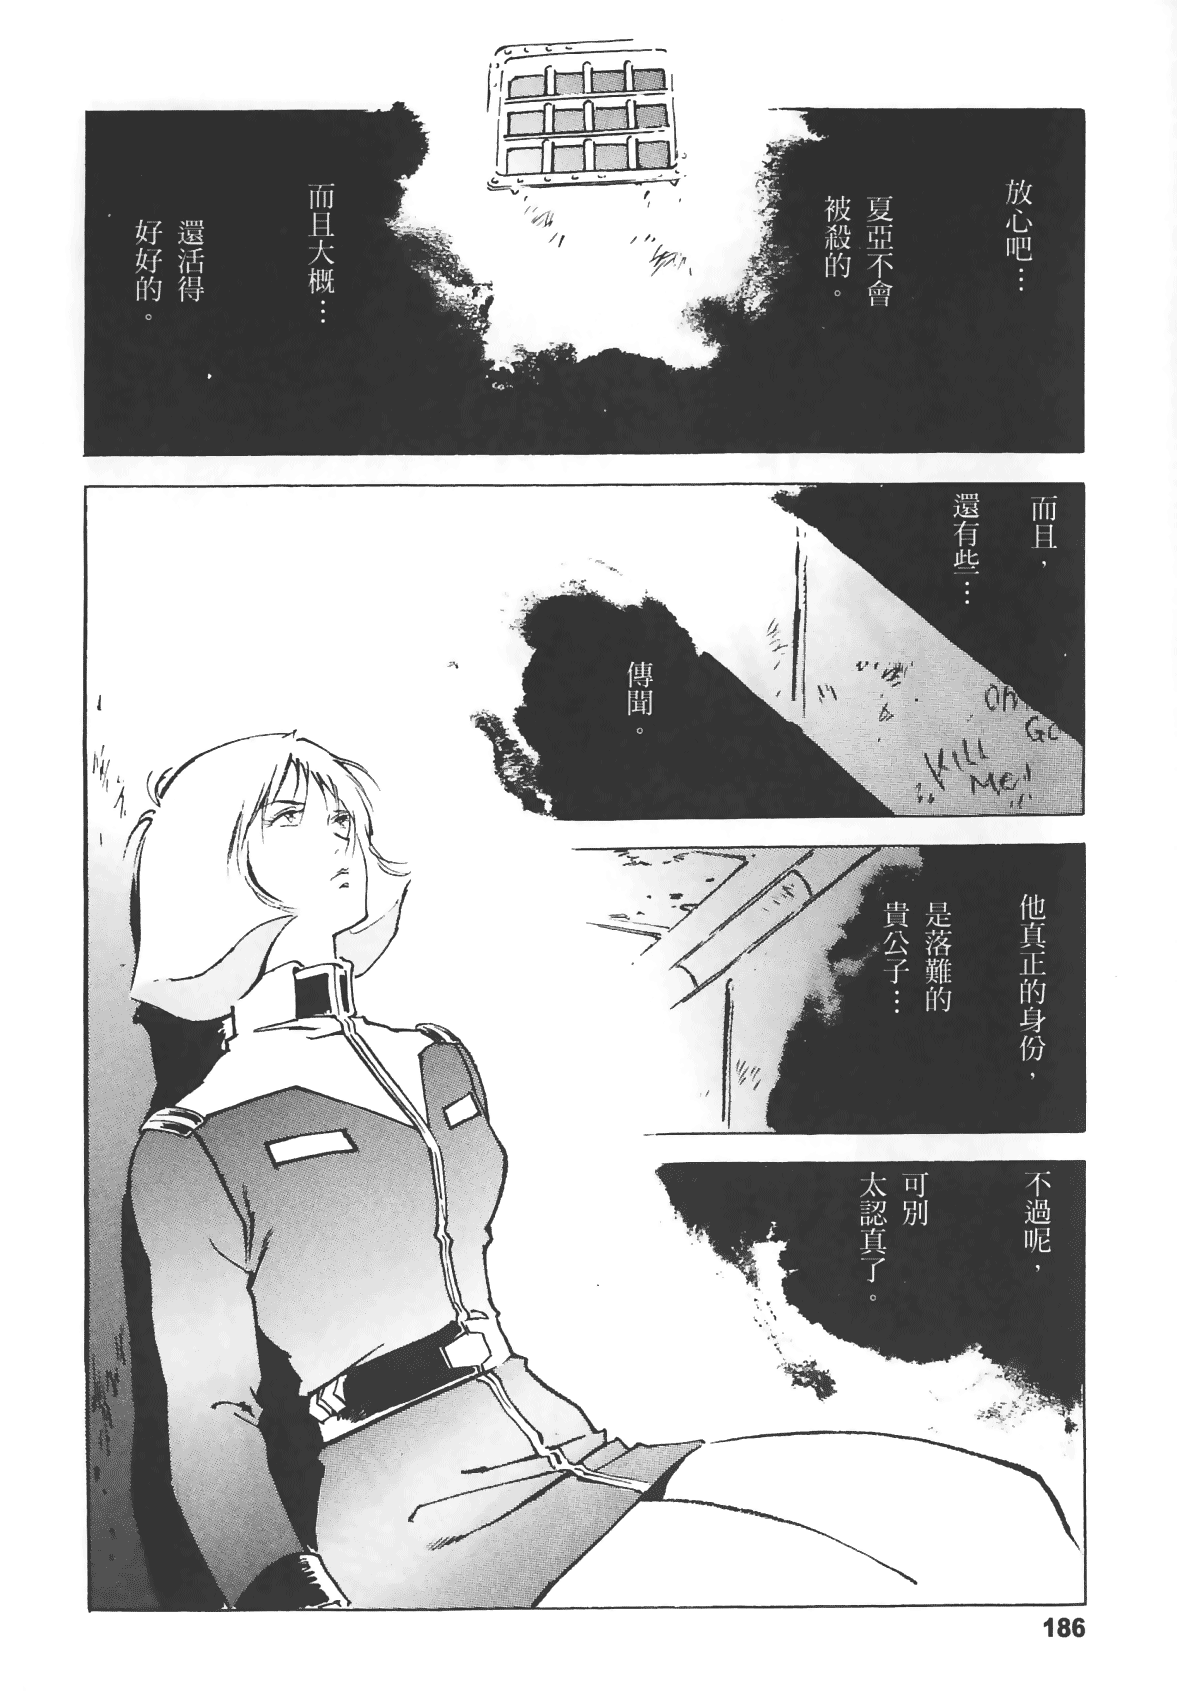 放心吧…
夏亞不會
被殺的。
而且大概…
還活得
好好的。
而且，
還有些…
傳聞。
GO
KILL
ME!
他真正的身份，
是落難的
貴公子…
不過呢，
可別
太認真了。
186